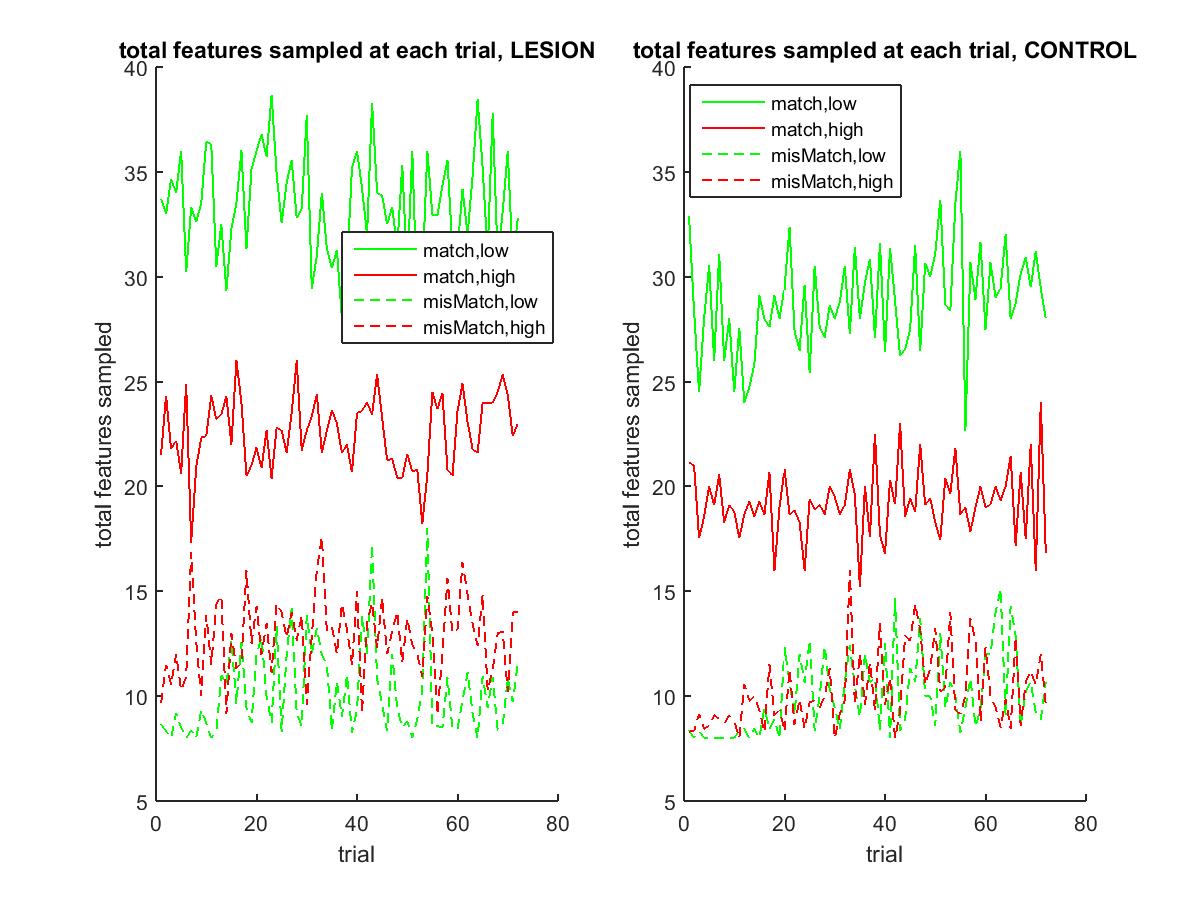 total features sampled at each trial, LESION
40
35
30
25
20
15
10
5
0
20
40
60
80
trial
total features sampled
match,low
match,high
misMatch,low
misMatch,high
total features sampled at each trial, CONTROL
40
35
30
25
20
15
10
5
0
20
40
60
80
trial
total features sampled
match,low
match,high
misMatch,low
misMatch,high